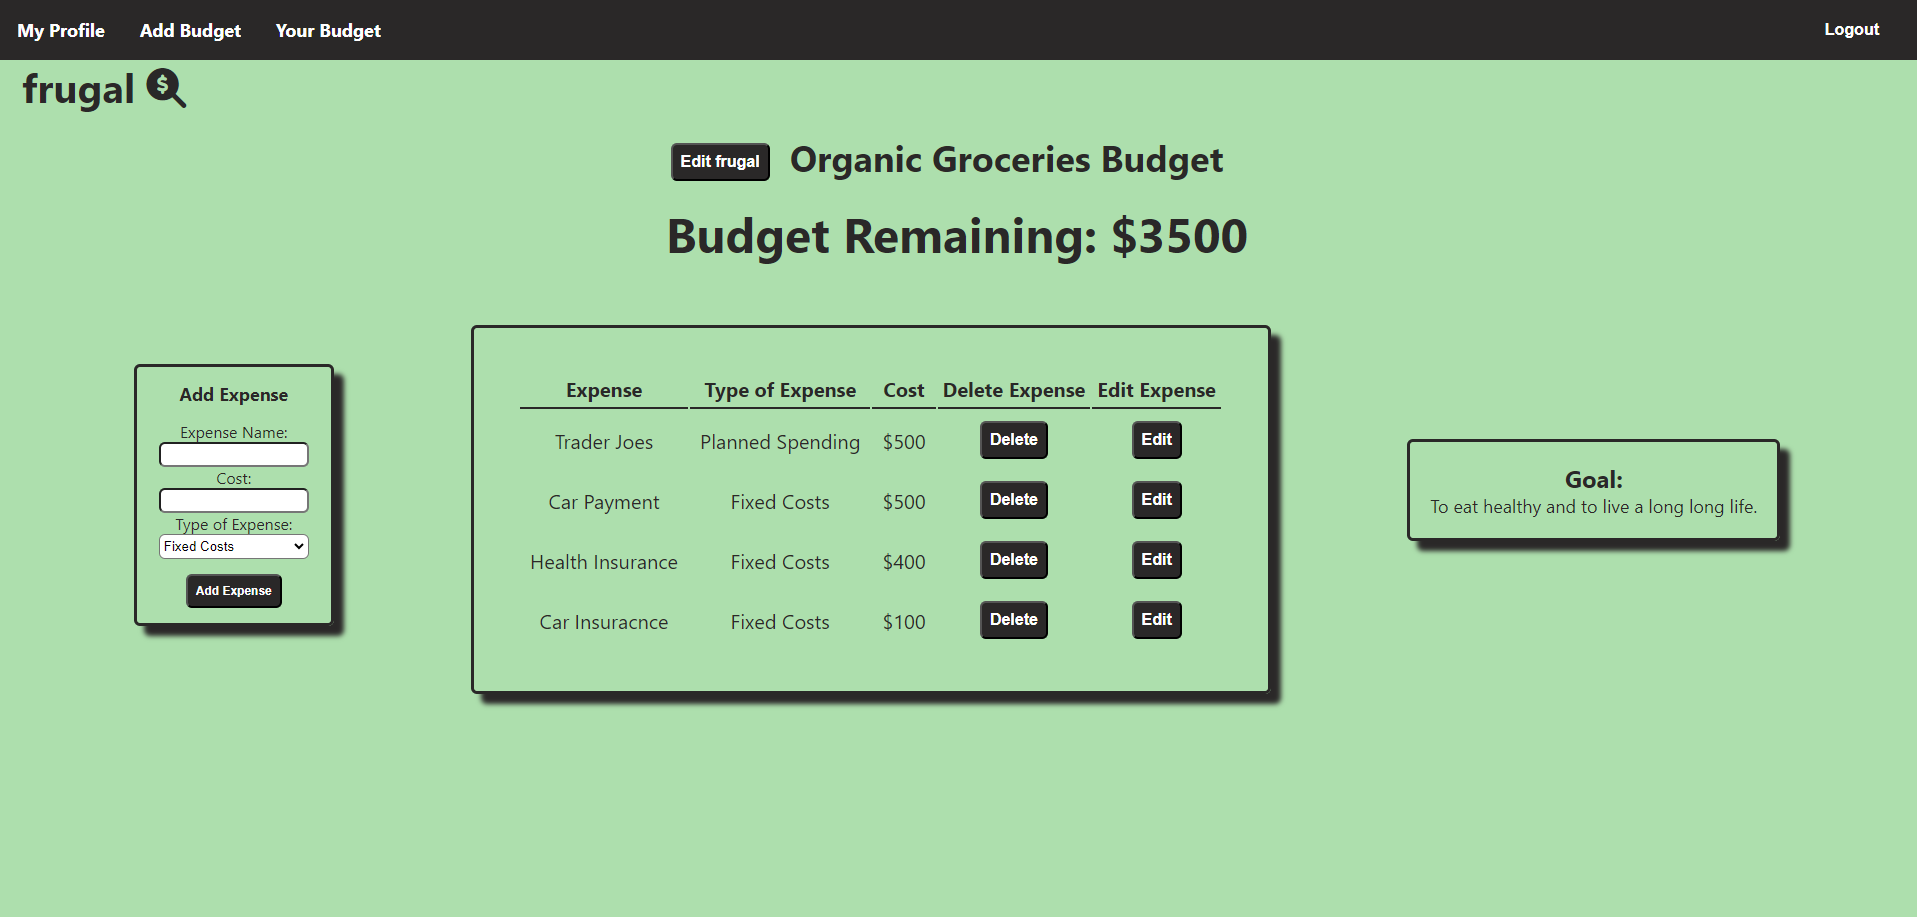 My Profile Add Budget Your Budget Logout
frugal $
Edit frugal Organic Groceries Budget
Budget Remaining: $3500
Add Expense
Expense Name:
Cost:
Type of Expense:
Fixed Costs
Add Expense
Expense Type of Expense Cost Delete Expense Edit Expense
Trader Joes Planned Spending $500 Delete Edit
Car Payment Fixed Costs $500 Delete Edit
Health Insurance Fixed Costs $400 Delete Edit
Car Insuracnce Fixed Costs $100 Delete Edit
Goal:
To eat healthy and to live a long long life.